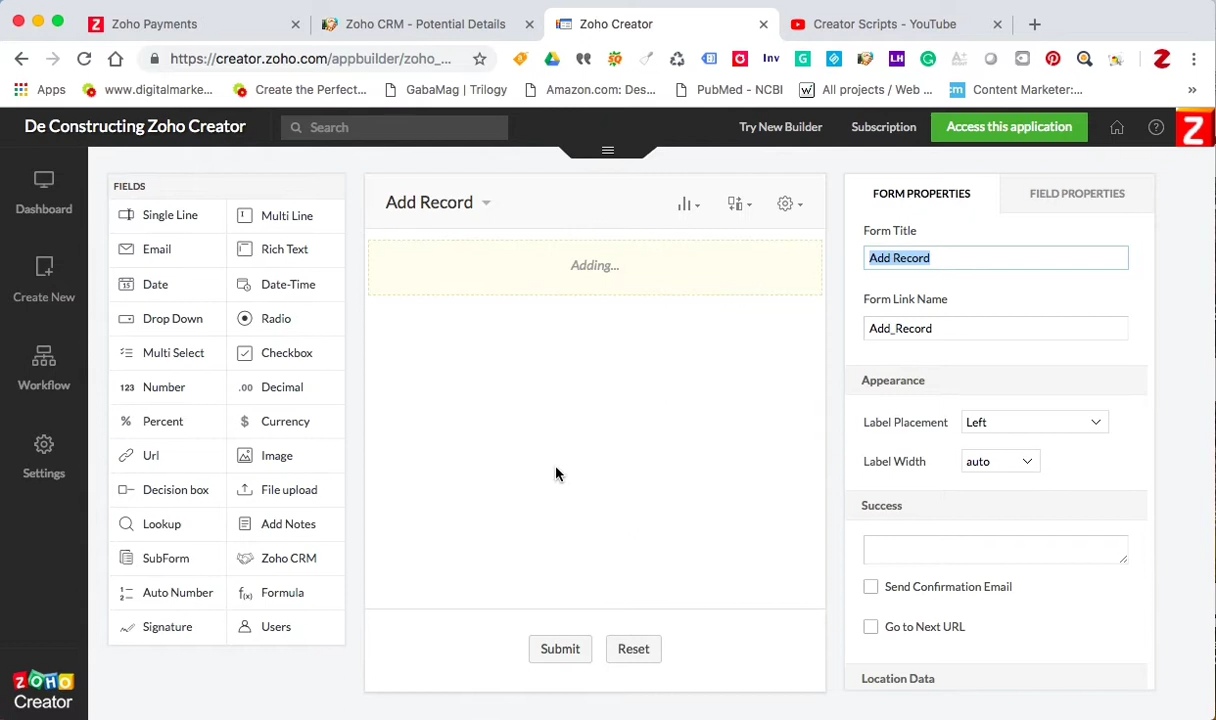 Zoho Payments
Zoho CRM - Potential Details
Zoho Creator
Creator Scripts - YouTube
https://creator.zoho.com/appbuilder/zoho_...
Inv
LH
Apps
www.digitalmarke...
Create the Perfect...
GabaMag | Trilogy
Amazon.com: Des...
PubMed - NCBI
All projects / Web ...
cm Content Marketer:...
»
De Constructing Zoho Creator
Search
Try New Builder
Subscription
Access this application
Z
Dashboard
Create New
Workflow
Settings
ZOHO
Creator
FIELDS
Single Line
Multi Line
Email
Rich Text
Date
Date-Time
Drop Down
Radio
Multi Select
Checkbox
123 Number
.00 Decimal
% Percent
$ Currency
Url
Image
Decision box
File upload
Lookup
Add Notes
SubForm
Zoho CRM
Auto Number
f(x) Formula
Signature
Users
Add Record
Adding...
Submit
Reset
FORM PROPERTIES
FIELD PROPERTIES
Form Title
Add Record
Form Link Name
Add_Record
Appearance
Label Placement
Left
Label Width
auto
Success
Send Confirmation Email
Go to Next URL
Location Data